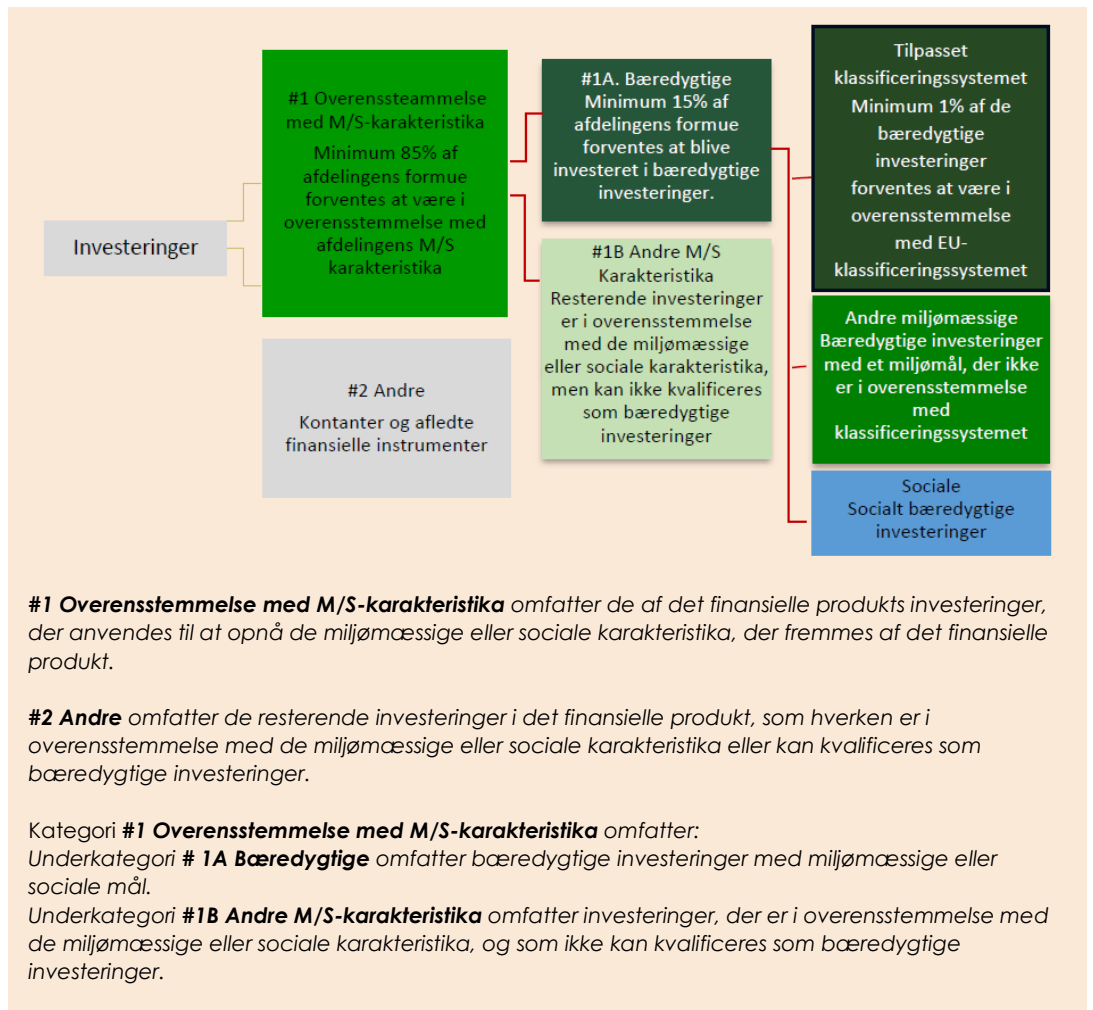 Investeringer
#1 Overenssteammelse
med M/S-karakteristika
Minimum 85% af
afdelingens formue
forventes at være i
overensstemmelse med
afdelingens M/S
karakteristika
#2 Andre
Kontanter og afledte
finansielle instrumenter
#1A. Bæredygtige
Minimum 15% af
afdelingens formue
forventes at blive
investeret i bæredygtige
investeringer.
#1B Andre M/S
Karakteristika
Resterende investeringer
er i overensstemmelse
med de miljømæssige
eller sociale karakteristika,
men kan ikke kvalificeres
som bæredygtige
investeringer
Tilpasset
klassificeringssystemet
Minimum 1% af de
bæredygtige
investeringer
forventes at være i
overensstemmelse
med EU-
klassificeringssystemet
Andre miljømæssige
Bæredygtige investeringer
med et miljømål, der ikke
er i overensstemmelse
med
klassificeringssystemet
Sociale
Socialt bæredygtige
investeringer
#1 Overensstemmelse med M/S-karakteristika omfatter de af det finansielle produkts investeringer,
der anvendes til at opnå de miljømæssige eller sociale karakteristika, der fremmes af det finansielle
produkt.
#2 Andre omfatter de resterende investeringer i det finansielle produkt, som hverken er i
overensstemmelse med de miljømæssige eller sociale karakteristika eller kan kvalificeres som
bæredygtige investeringer.
Kategori #1 Overensstemmelse med M/S-karakteristika omfatter:
Underkategori # 1A Bæredygtige omfatter bæredygtige investeringer med miljømæssige eller
sociale mål.
Underkategori #1B Andre M/S-karakteristika omfatter investeringer, der er i overensstemmelse med
de miljømæssige eller sociale karakteristika, og som ikke kan kvalificeres som bæredygtige
investeringer.